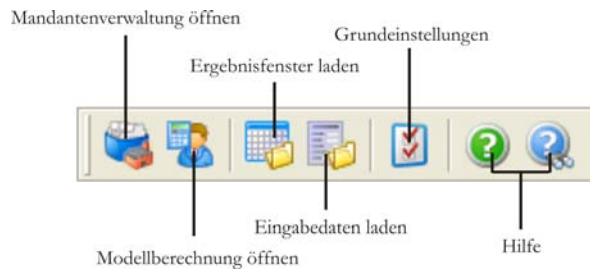 Mandantenverwaltung öffnen
Grundeinstellungen
Ergebnisfenster laden
Eingabedaten laden
Hilfe
Modellberechnung öffnen